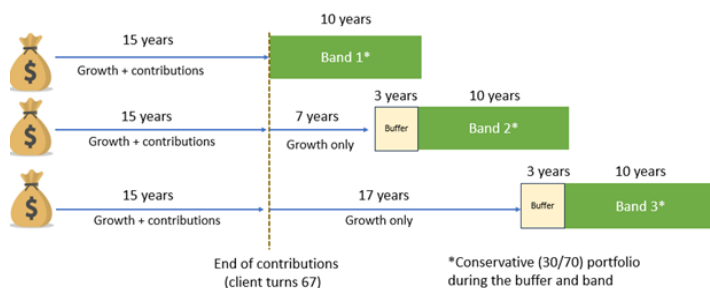 10 years
15 years
$
Growth + contributions
Band 1*
3 years
10 years
15 years
7 years
$
Growth + contributions
Growth only
Buffer
Band 2*
3 years
10 years
15 years
17 years
$
Growth + contributions
Growth only
Buffer
Band 3*
End of contributions
(client turns 67)
*Conservative (30/70) portfolio
during the buffer and band